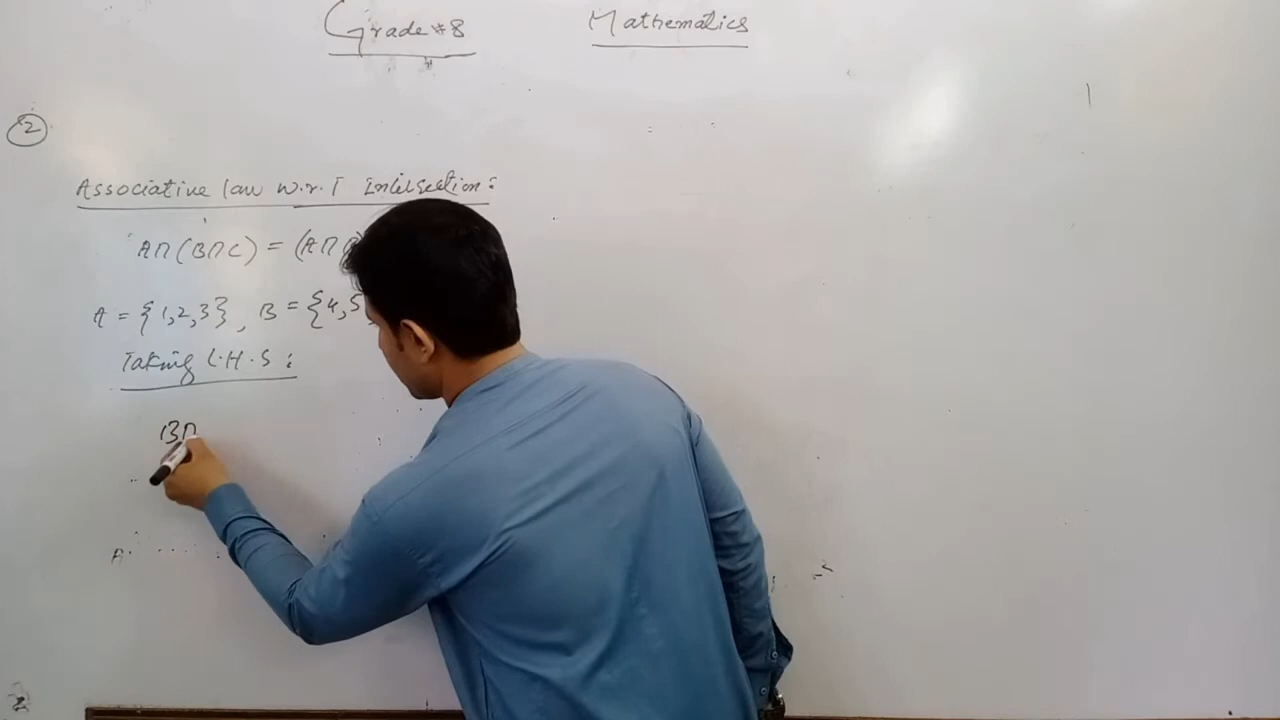 Grade # 8 Mathematics
2
Associative law w.r.T Intersection:
A∩(B∩C) = (A∩
A = {1,2,3}, B = {4,5
Taking L.H.S:
B∩